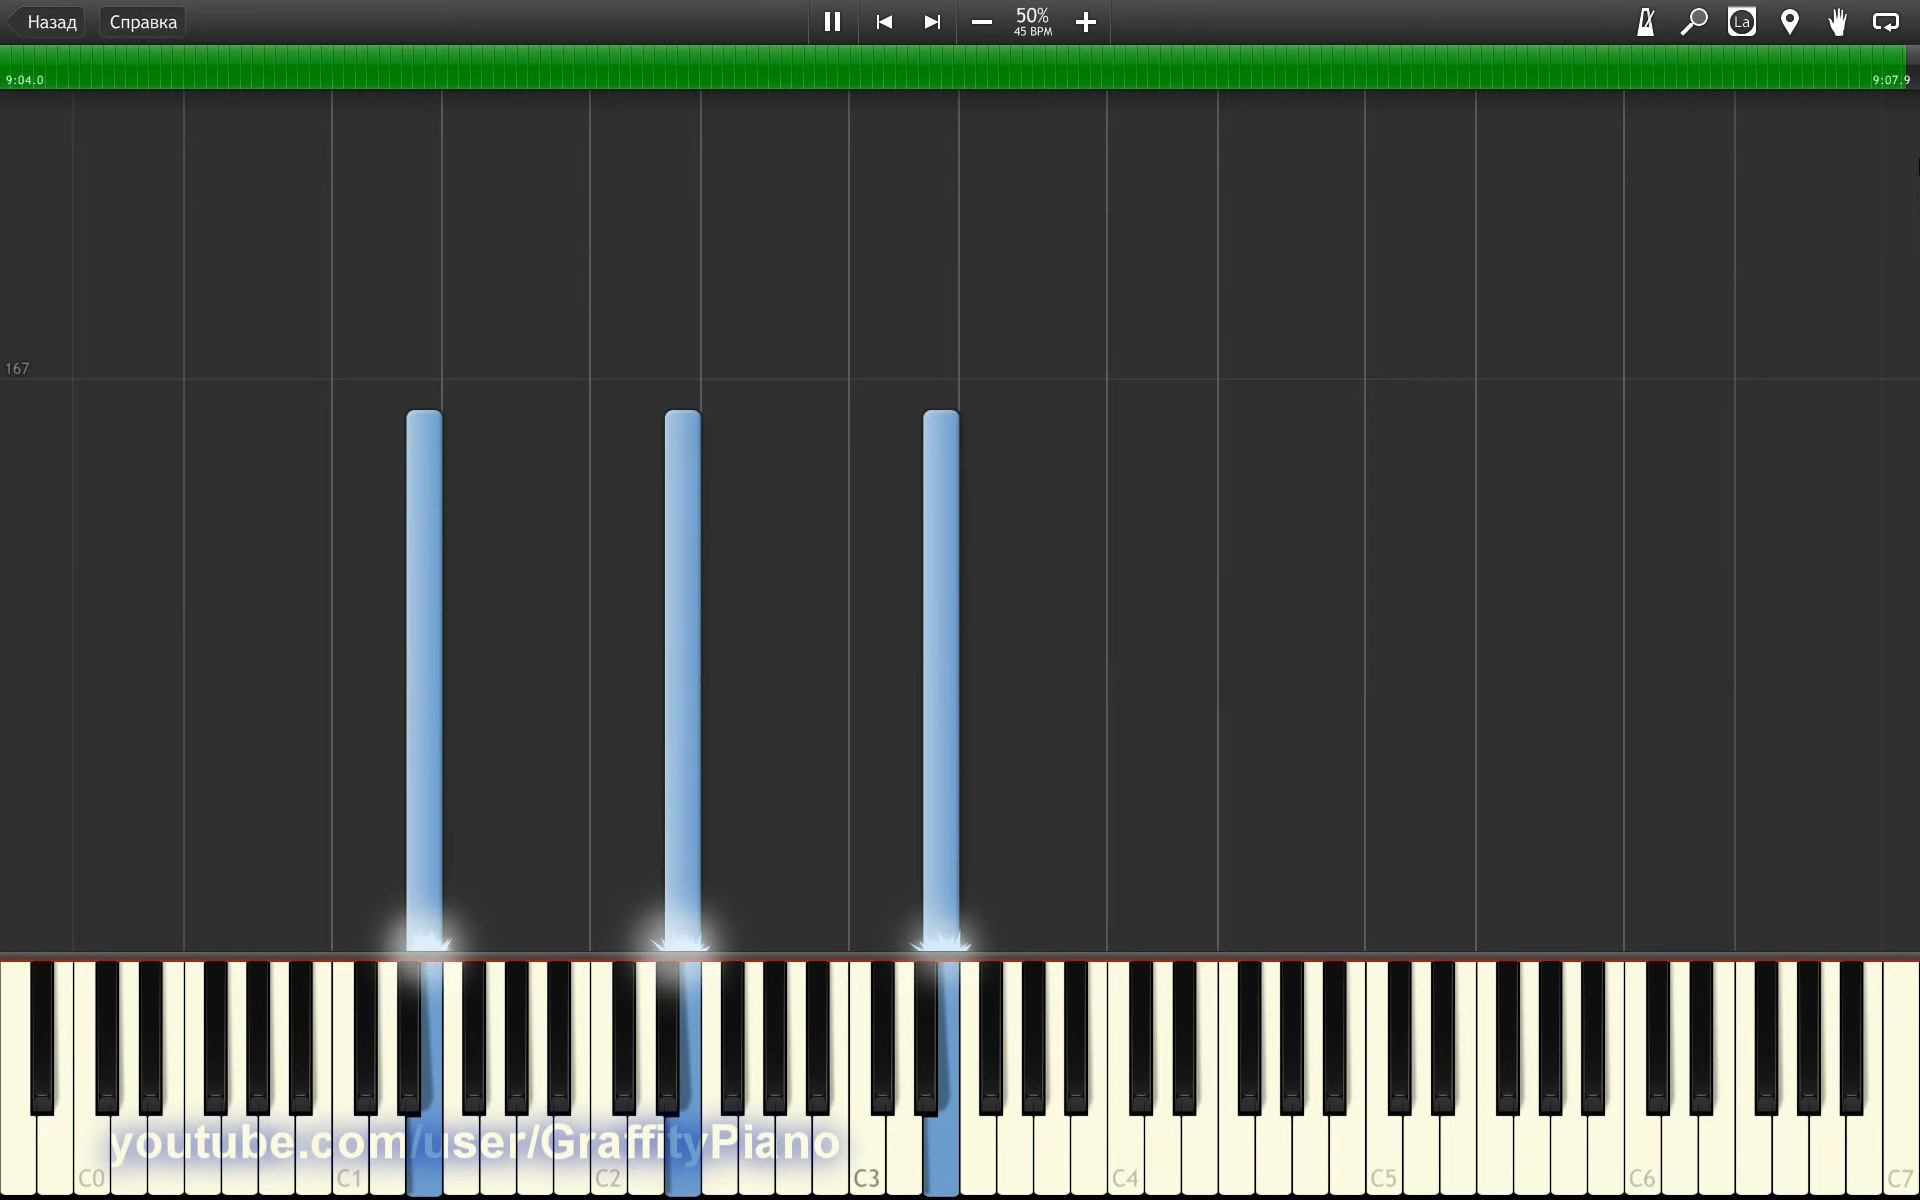 Назад Справка 50% La
45 BPM
9:04.0 9:07.9
167
youtube.com/user/GraffityPiano
C0 C1 C2 C3 C4 C5 C6 C7